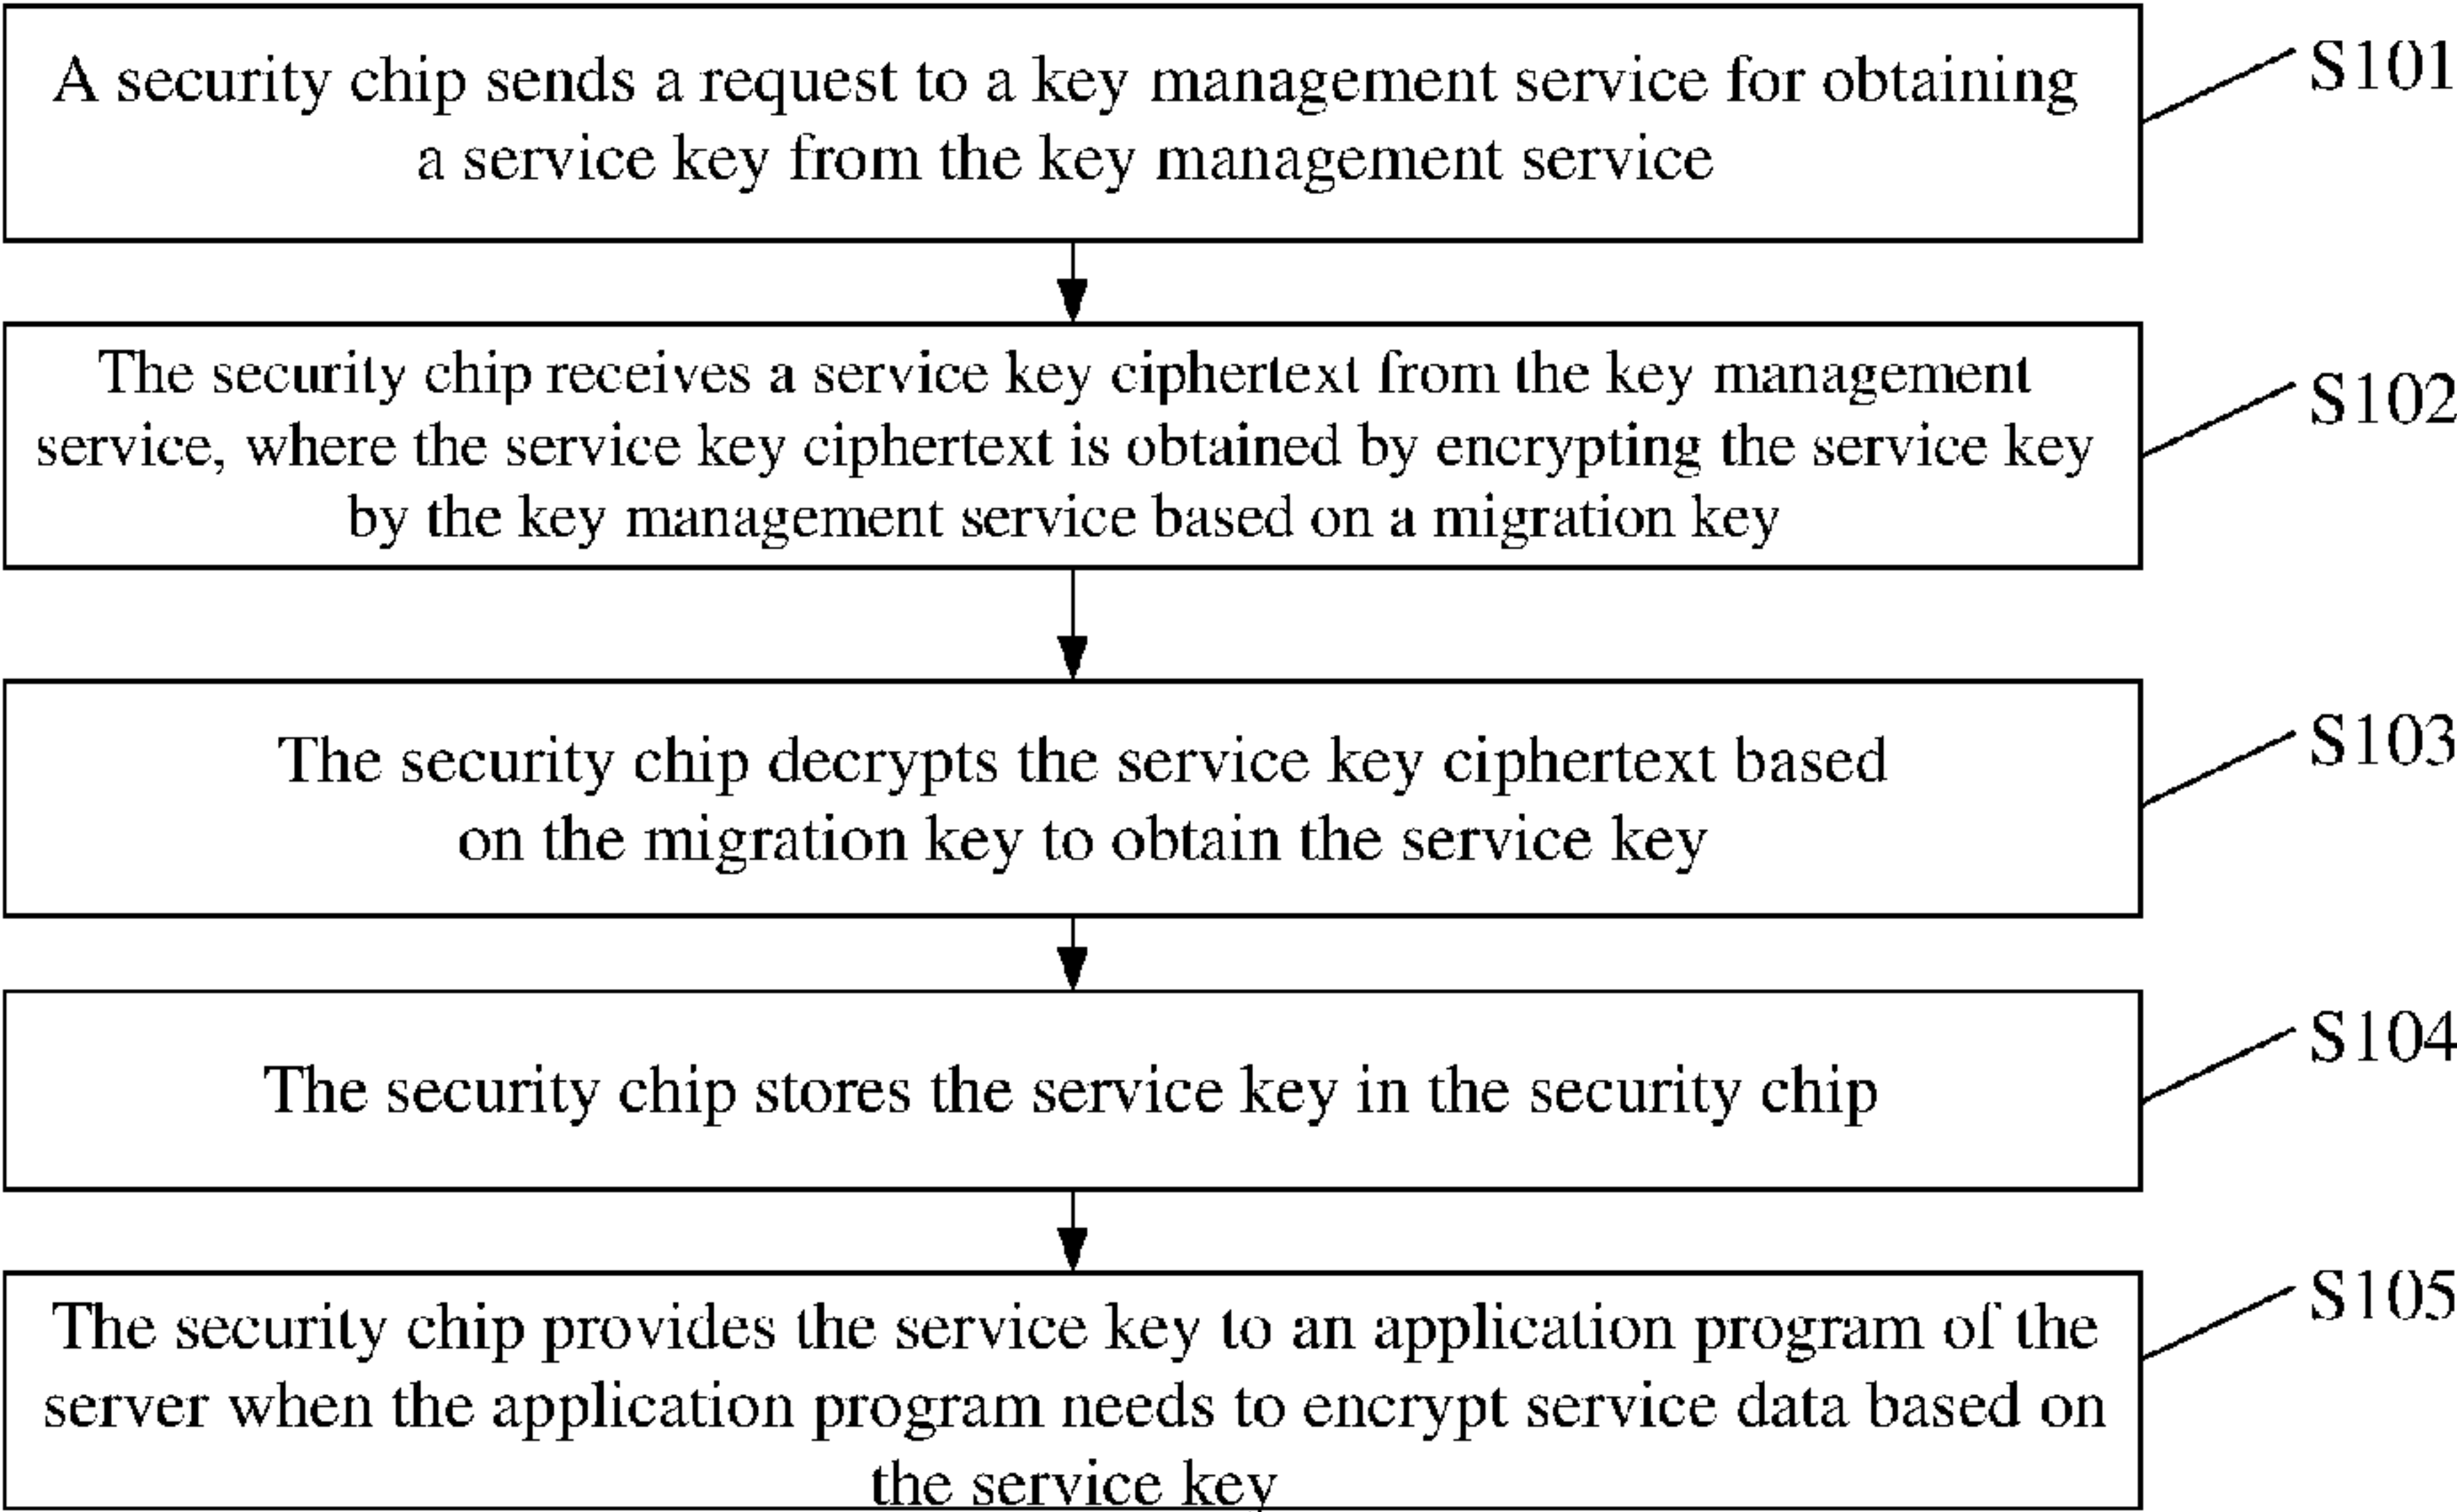 A security chip sends a request to a key management service for obtaining
a service key from the key management service
S101
The security chip receives a service key ciphertext from the key management
service, where the service key ciphertext is obtained by encrypting the service key
by the key management service based on a migration key
S102
The security chip decrypts the service key ciphertext based
on the migration key to obtain the service key
S103
The security chip stores the service key in the security chip
S104
The security chip provides the service key to an application program of the
server when the application program needs to encrypt service data based on
the service key
S105